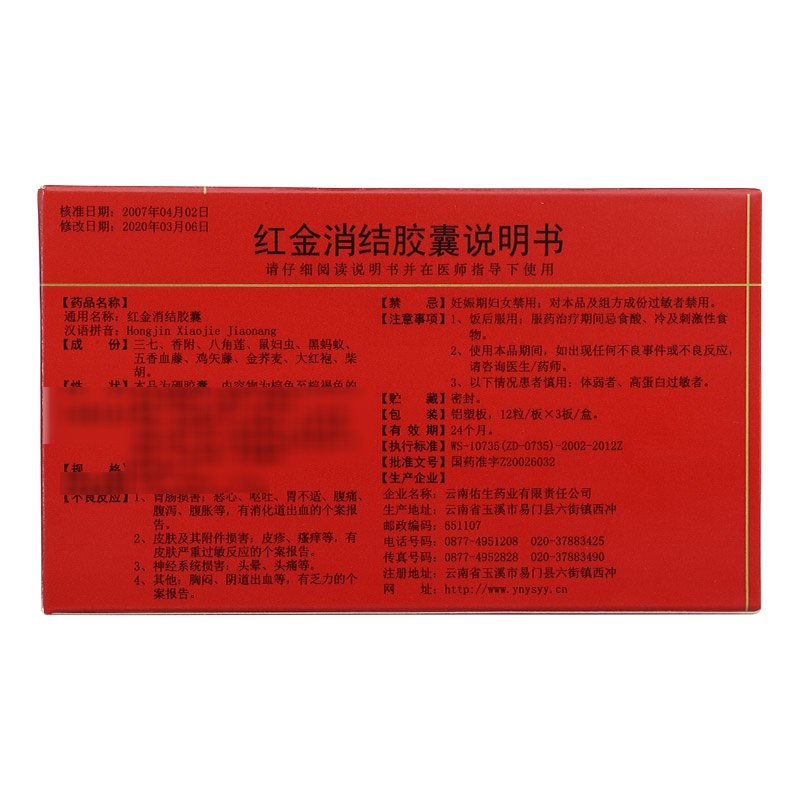 核准日期：2007年04月02日
修改日期：2020年03月06日
红金消结胶囊说明书
请仔细阅读说明书并在医师指导下使用
【药品名称】
通用名称：红金消结胶囊
汉语拼音：Hongjin Xiaojie Jiaonang
【成　份】三七、香附、八角莲、鼠妇虫、黑蚂蚁、
五香血藤、鸡矢藤、金荞麦、大红袍、柴
胡。
【性　状】本品为硬胶囊，内容物为棕色至棕褐色的
【规　格】
【不良反应】1、胃肠损害：恶心、呕吐、胃不适、腹痛、
腹泻、腹胀等，有消化道出血的个案报
告。
2、皮肤及其附件损害：皮疹、瘙痒等，有
皮肤严重过敏反应的个案报告。
3、神经系统损害：头晕、头痛等。
4、其他：胸闷、阴道出血等，有乏力的个
案报告。
【禁　忌】妊娠期妇女禁用；对本品及组方成份过敏者禁用。
【注意事项】1、饭后服用；服药治疗期间忌食酸、冷及刺激性食
物。
2、使用本品期间，如出现任何不良事件或不良反应，
请咨询医生/药师。
3、以下情况患者慎用：体弱者、高蛋白过敏者。
【贮　藏】密封。
【包　装】铝塑板，12粒/板×3板/盒。
【有 效 期】24个月。
【执行标准】WS-10735(ZD-0735)-2002-2012Z
【批准文号】国药准字Z20026032
【生产企业】
企业名称：云南佑生药业有限责任公司
生产地址：云南省玉溪市易门县六街镇西冲
邮政编码：651107
电话号码：0877-4951208　020-37883425
传真号码：0877-4952828　020-37883490
注册地址：云南省玉溪市易门县六街镇西冲
网　　址：http://www.ynysyy.cn